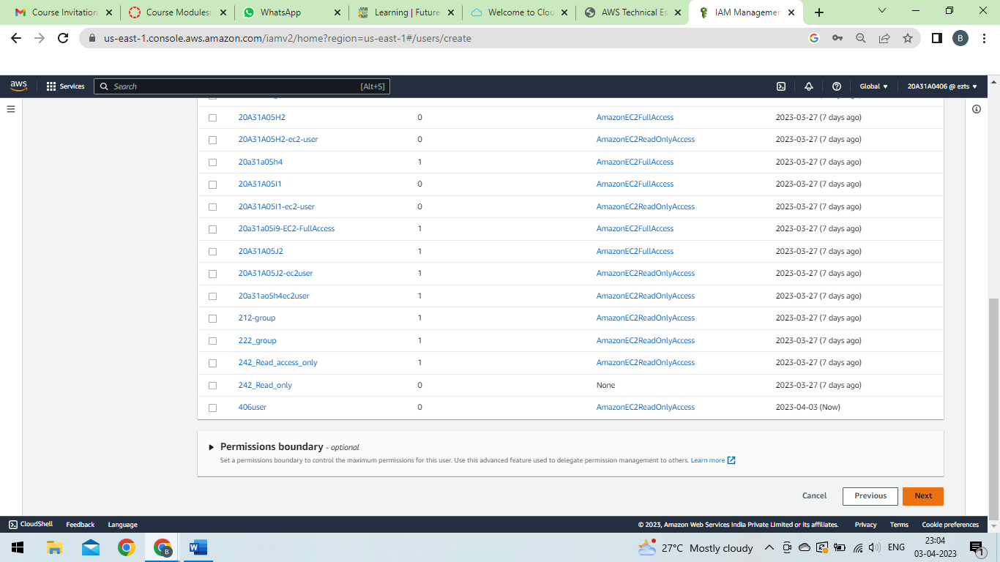 Course Invitation
Course Modules:
WhatsApp
Learning | Future
Welcome to Clou
AWS Technical Es
IAM Managemen
us-east-1.console.aws.amazon.com/iamv2/home?region=us-east-1#/users/create
B
aws Services Search [Alt+S] Global 20A31A0406 @ ezts
20A31A05H2 0 AmazonEC2FullAccess 2023-03-27 (7 days ago)
20A31A05H2-ec2-user 0 AmazonEC2ReadOnlyAccess 2023-03-27 (7 days ago)
20a31a05h4 1 AmazonEC2FullAccess 2023-03-27 (7 days ago)
20A31A05I1 0 AmazonEC2FullAccess 2023-03-27 (7 days ago)
20A31A05I1-ec2-user 0 AmazonEC2ReadOnlyAccess 2023-03-27 (7 days ago)
20a31a05i9-EC2-FullAccess 1 AmazonEC2FullAccess 2023-03-27 (7 days ago)
20A31A05J2 1 AmazonEC2FullAccess 2023-03-27 (7 days ago)
20A31A05J2-ec2user 1 AmazonEC2ReadOnlyAccess 2023-03-27 (7 days ago)
20a31ao5h4ec2user 1 AmazonEC2ReadOnlyAccess 2023-03-27 (7 days ago)
212-group 1 AmazonEC2ReadOnlyAccess 2023-03-27 (7 days ago)
222_group 1 AmazonEC2ReadOnlyAccess 2023-03-27 (7 days ago)
242_Read_access_only 1 AmazonEC2ReadOnlyAccess 2023-03-27 (7 days ago)
242_Read_only 0 None 2023-03-27 (7 days ago)
406user 0 AmazonEC2ReadOnlyAccess 2023-04-03 (Now)
Permissions boundary - optional
Set a permissions boundary to control the maximum permissions for this user. Use this advanced feature used to delegate permission management to others. Learn more
Cancel Previous Next
CloudShell Feedback Language © 2023, Amazon Web Services India Private Limited or its affiliates. Privacy Terms Cookie preferences
27°C Mostly cloudy ENG 23:04
03-04-2023 1